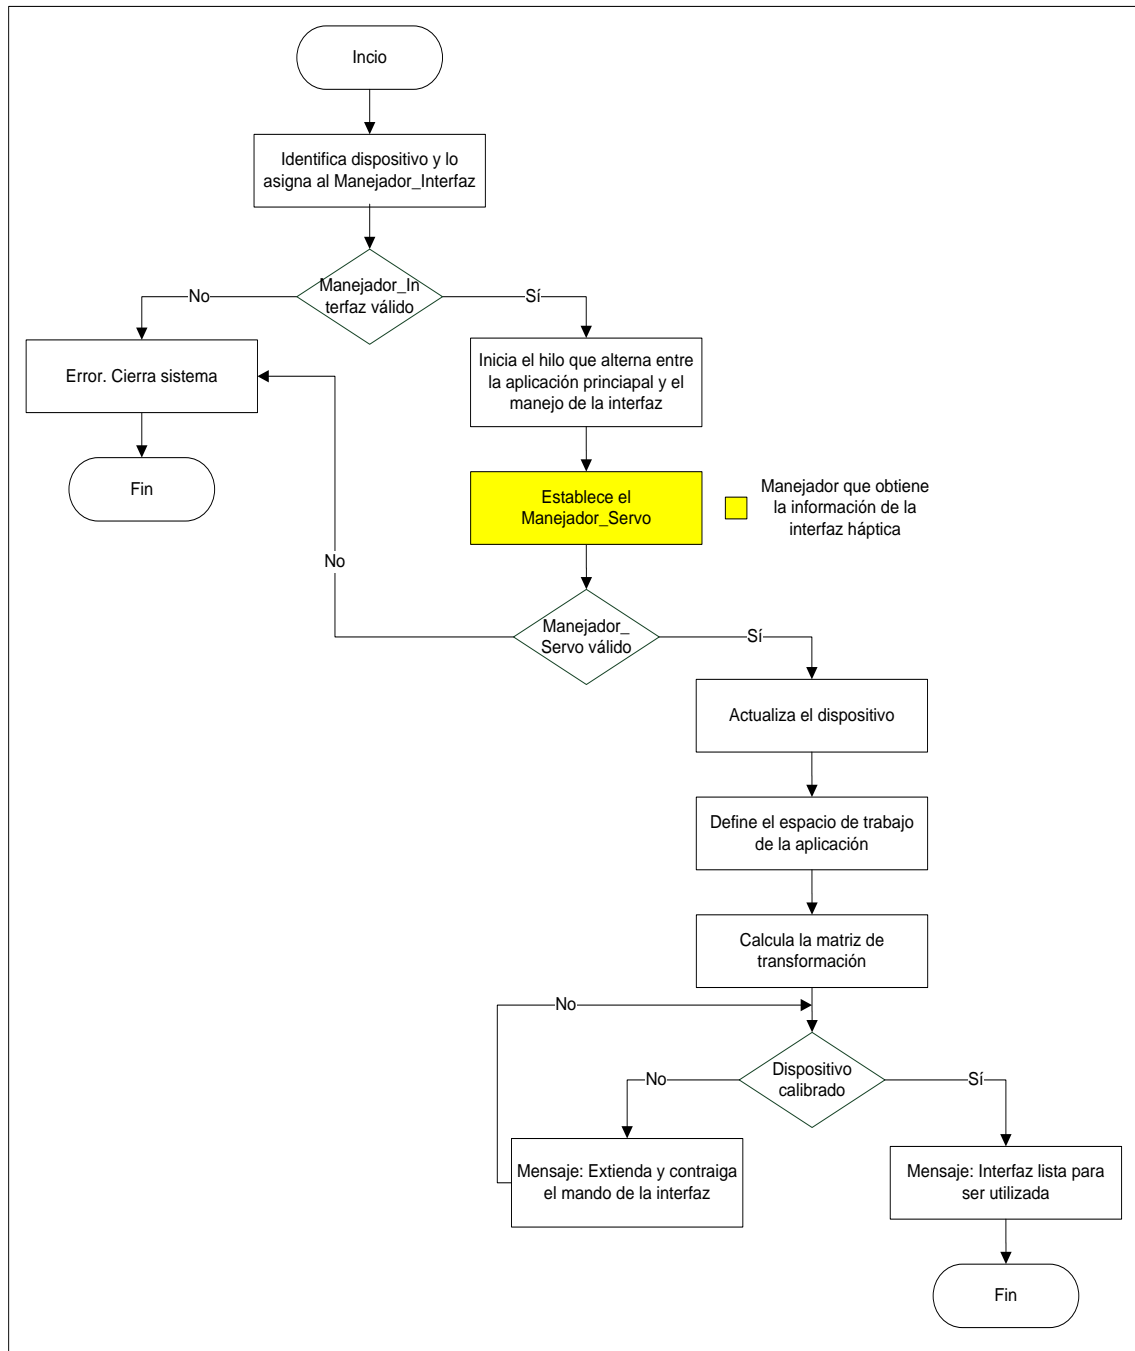 Incio
Identifica dispositivo y lo
asigna al Manejador_Interfaz
Manejador_In
terfaz válido
No
Sí
Error. Cierra sistema
Inicia el hilo que alterna entre
la aplicación princiapal y el
manejo de la interfaz
Fin
Establece el
Manejador_Servo
Manejador que obtiene
la información de la
interfaz háptica
No
Manejador_
Servo válido
Sí
Actualiza el dispositivo
Define el espacio de trabajo
de la aplicación
Calcula la matriz de
transformación
No
Dispositivo
calibrado
No
Sí
Mensaje: Extienda y contraiga
el mando de la interfaz
Mensaje: Interfaz lista para
ser utilizada
Fin